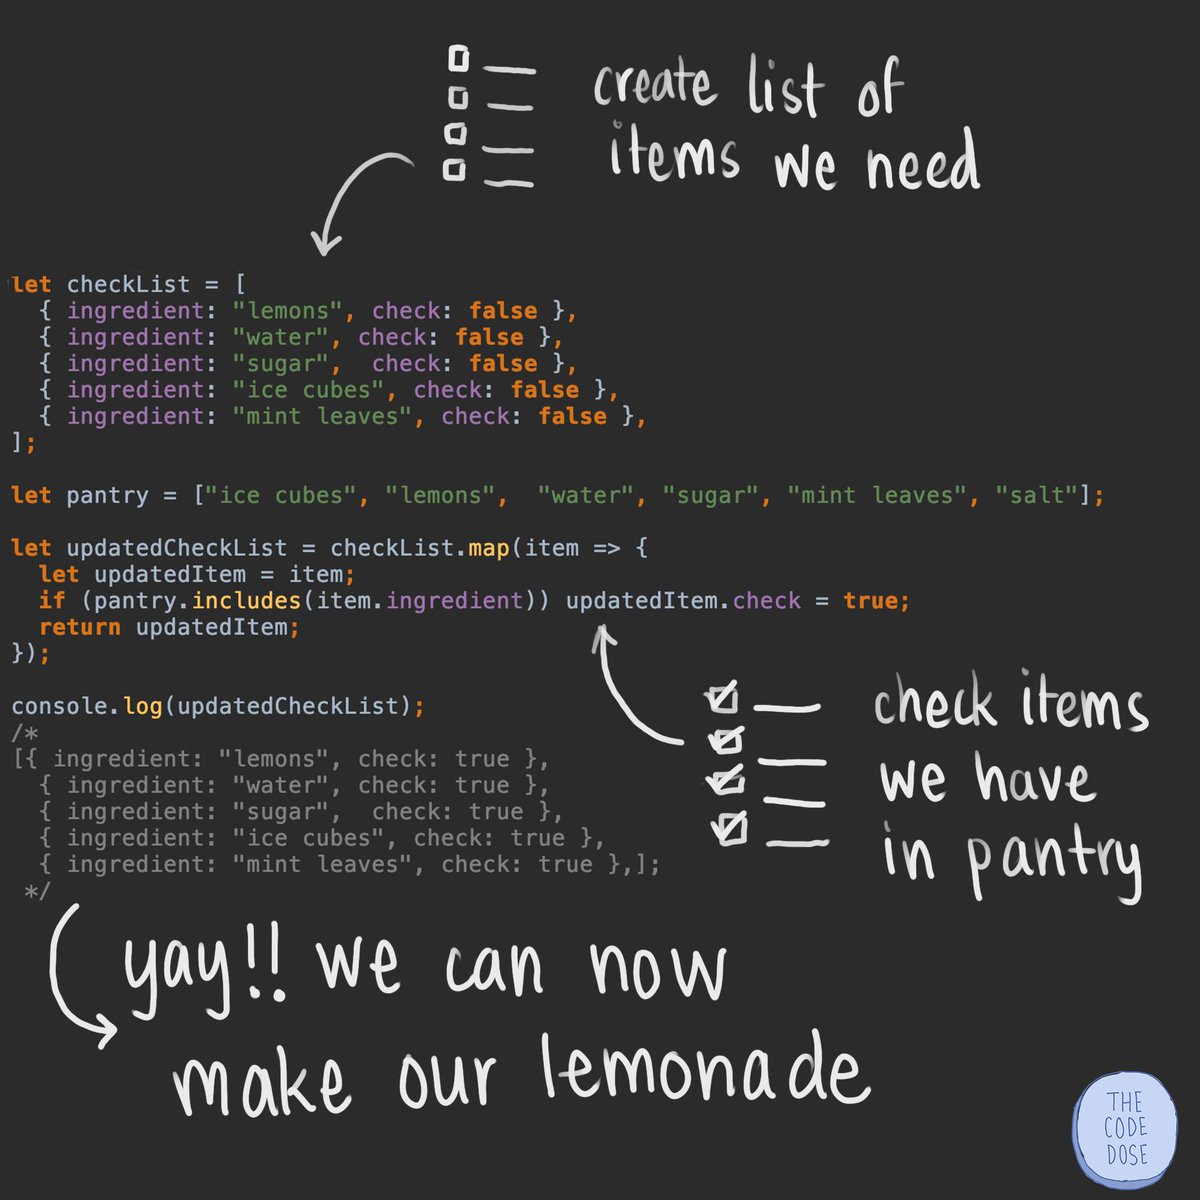 create list of
items we need
let checkList = [
  { ingredient: "lemons", check: false },
  { ingredient: "water", check: false },
  { ingredient: "sugar",  check: false },
  { ingredient: "ice cubes", check: false },
  { ingredient: "mint leaves", check: false },
];
let pantry = ["ice cubes", "lemons",  "water", "sugar", "mint leaves", "salt"];
let updatedCheckList = checkList.map(item => {
  let updatedItem = item;
  if (pantry.includes(item.ingredient)) updatedItem.check = true;
  return updatedItem;
});
console.log(updatedCheckList);
/*
[{ ingredient: "lemons", check: true },
  { ingredient: "water", check: true },
  { ingredient: "sugar",  check: true },
  { ingredient: "ice cubes", check: true },
  { ingredient: "mint leaves", check: true },];
 */
check items
we have
in pantry
yay!! we can now
make our lemonade
THE
CODE
DOSE